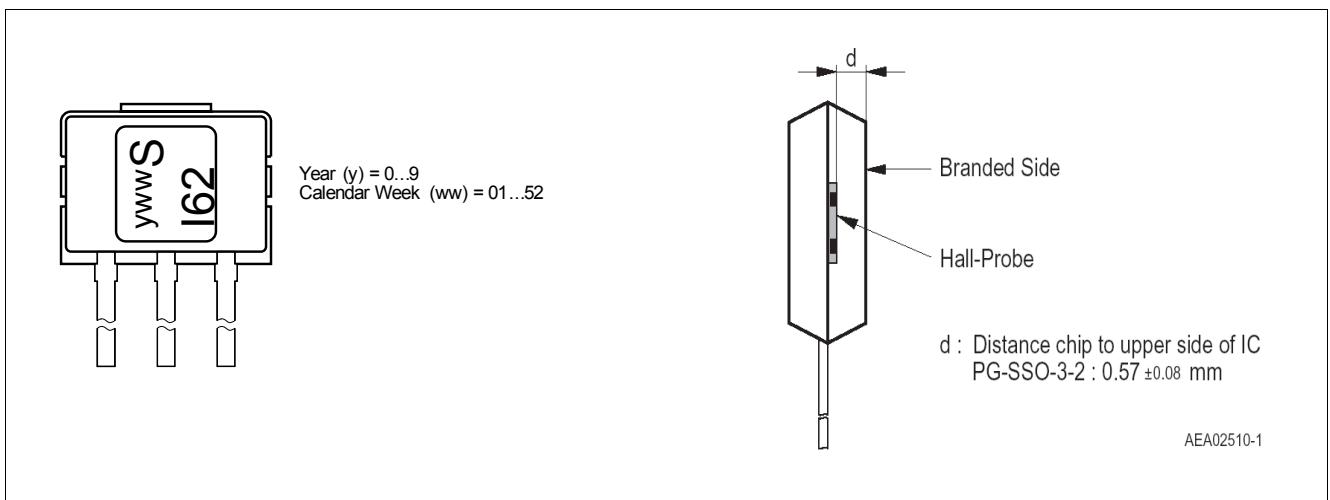 ywwS
I62
Year (y) = 0...9
Calendar Week (ww) = 01...52
d
Branded Side
Hall-Probe
d : Distance chip to upper side of IC
PG-SSO-3-2 : 0.57 ±0.08 mm
AEA02510-1